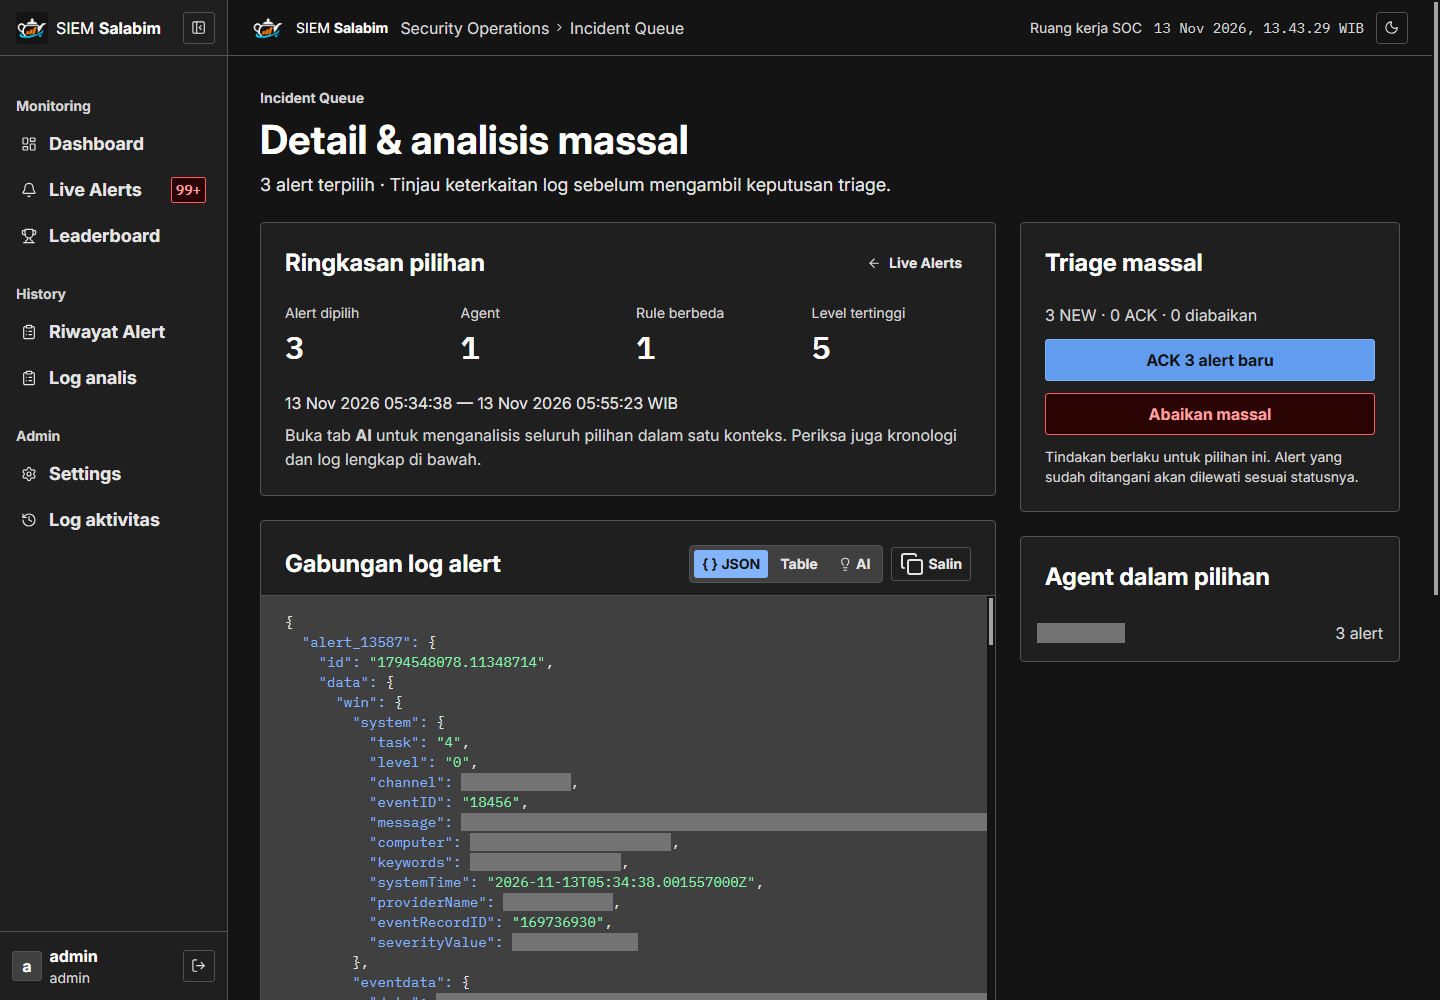 SIEM Salabim
Monitoring
Dashboard
Live Alerts 99+
Leaderboard
History
Riwayat Alert
Log analis
Admin
Settings
Log aktivitas
a admin
admin
SIEM Salabim Security Operations › Incident Queue
Ruang kerja SOC 13 Nov 2026, 13.43.29 WIB
Incident Queue
Detail & analisis massal
3 alert terpilih · Tinjau keterkaitan log sebelum mengambil keputusan triage.
Ringkasan pilihan
← Live Alerts
Alert dipilih Agent Rule berbeda Level tertinggi
3 1 1 5
13 Nov 2026 05:34:38 — 13 Nov 2026 05:55:23 WIB
Buka tab AI untuk menganalisis seluruh pilihan dalam satu konteks. Periksa juga kronologi
dan log lengkap di bawah.
Gabungan log alert
{ } JSON Table AI Salin
{
"alert_13587": {
"id": "1794548078.11348714",
"data": {
"win": {
"system": {
"task": "4",
"level": "0",
"channel": ,
"eventID": "18456",
"message":
"computer": ,
"keywords": ,
"systemTime": "2026-11-13T05:34:38.001557000Z",
"providerName": ,
"eventRecordID": "169736930",
"severityValue":
},
"eventdata": {
Triage massal
3 NEW · 0 ACK · 0 diabaikan
ACK 3 alert baru
Abaikan massal
Tindakan berlaku untuk pilihan ini. Alert yang
sudah ditangani akan dilewati sesuai statusnya.
Agent dalam pilihan
3 alert